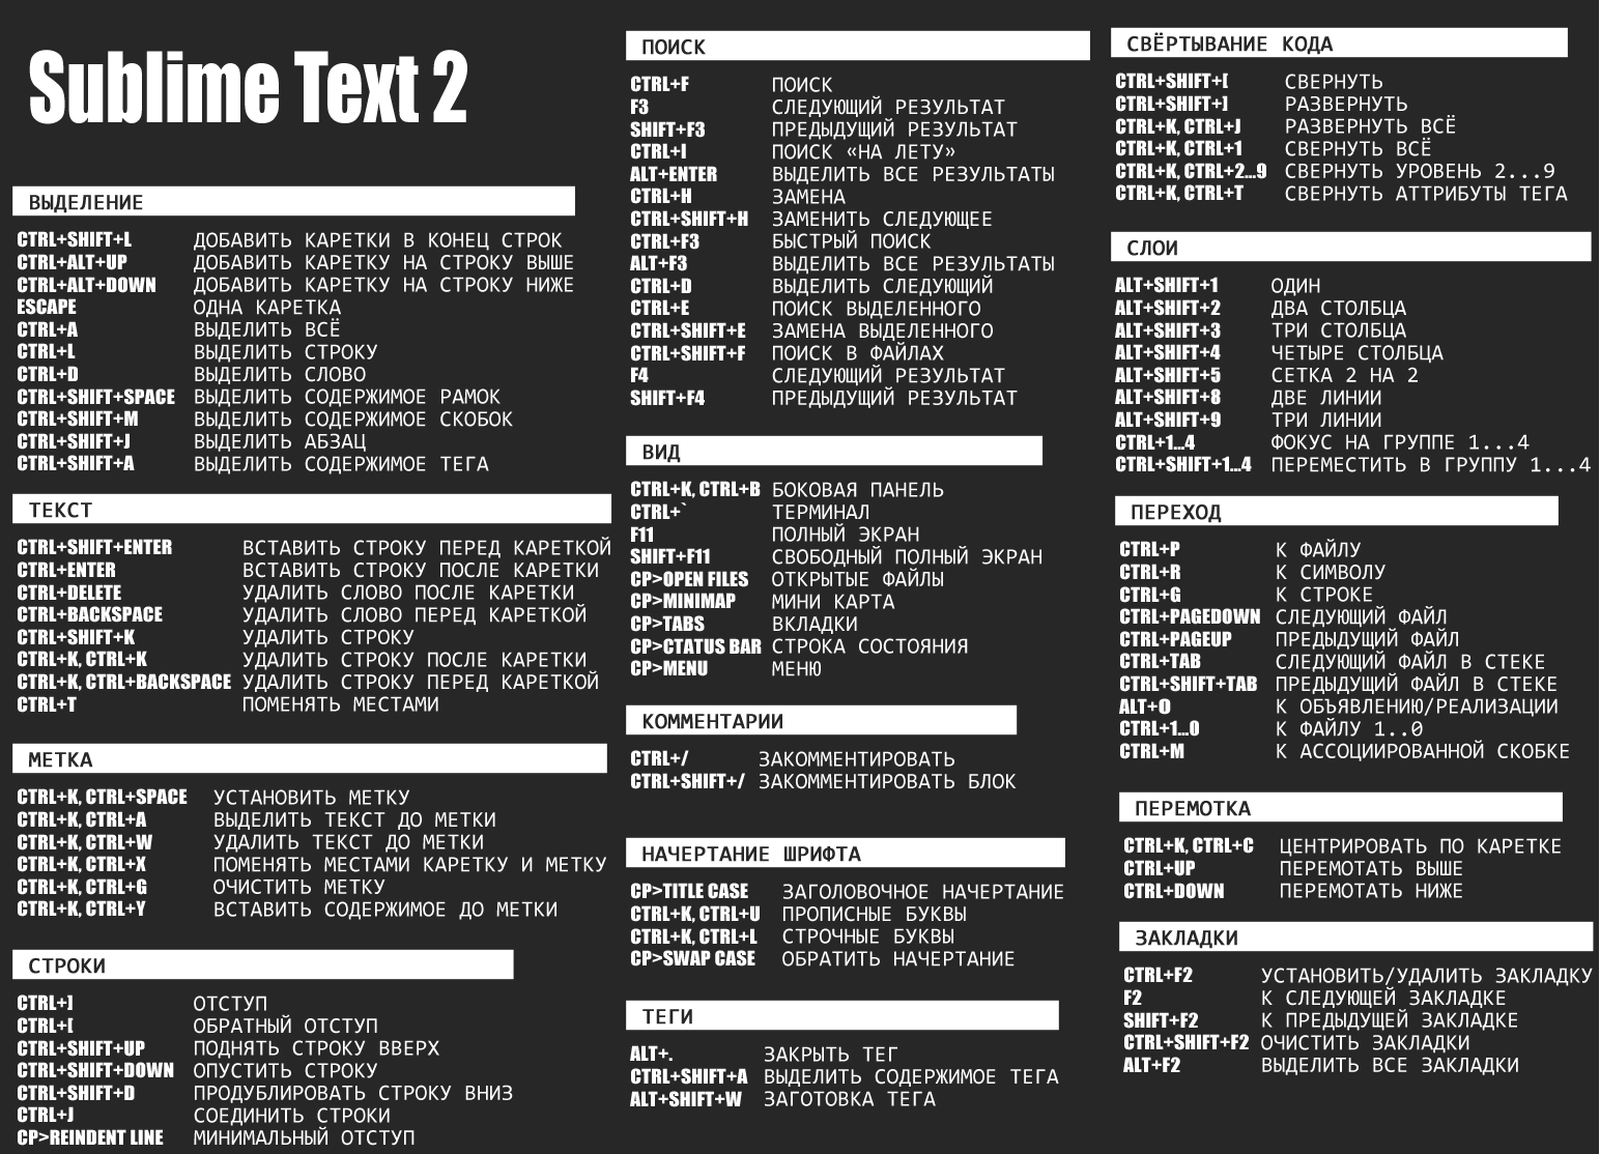 Sublime Text 2
ВЫДЕЛЕНИЕ
CTRL+SHIFT+L ДОБАВИТЬ КАРЕТКИ В КОНЕЦ СТРОК
CTRL+ALT+UP ДОБАВИТЬ КАРЕТКУ НА СТРОКУ ВЫШЕ
CTRL+ALT+DOWN ДОБАВИТЬ КАРЕТКУ НА СТРОКУ НИЖЕ
ESCAPE ОДНА КАРЕТКА
CTRL+A ВЫДЕЛИТЬ ВСЁ
CTRL+L ВЫДЕЛИТЬ СТРОКУ
CTRL+D ВЫДЕЛИТЬ СЛОВО
CTRL+SHIFT+SPACE ВЫДЕЛИТЬ СОДЕРЖИМОЕ РАМОК
CTRL+SHIFT+M ВЫДЕЛИТЬ СОДЕРЖИМОЕ СКОБОК
CTRL+SHIFT+J ВЫДЕЛИТЬ АБЗАЦ
CTRL+SHIFT+A ВЫДЕЛИТЬ СОДЕРЖИМОЕ ТЕГА
ТЕКСТ
CTRL+SHIFT+ENTER ВСТАВИТЬ СТРОКУ ПЕРЕД КАРЕТКОЙ
CTRL+ENTER ВСТАВИТЬ СТРОКУ ПОСЛЕ КАРЕТКИ
CTRL+DELETE УДАЛИТЬ СЛОВО ПОСЛЕ КАРЕТКИ
CTRL+BACKSPACE УДАЛИТЬ СЛОВО ПЕРЕД КАРЕТКОЙ
CTRL+SHIFT+K УДАЛИТЬ СТРОКУ
CTRL+K, CTRL+K УДАЛИТЬ СТРОКУ ПОСЛЕ КАРЕТКИ
CTRL+K, CTRL+BACKSPACE УДАЛИТЬ СТРОКУ ПЕРЕД КАРЕТКОЙ
CTRL+T ПОМЕНЯТЬ МЕСТАМИ
МЕТКА
CTRL+K, CTRL+SPACE УСТАНОВИТЬ МЕТКУ
CTRL+K, CTRL+A ВЫДЕЛИТЬ ТЕКСТ ДО МЕТКИ
CTRL+K, CTRL+W УДАЛИТЬ ТЕКСТ ДО МЕТКИ
CTRL+K, CTRL+X ПОМЕНЯТЬ МЕСТАМИ КАРЕТКУ И МЕТКУ
CTRL+K, CTRL+G ОЧИСТИТЬ МЕТКУ
CTRL+K, CTRL+Y ВСТАВИТЬ СОДЕРЖИМОЕ ДО МЕТКИ
СТРОКИ
CTRL+] ОТСТУП
CTRL+[ ОБРАТНЫЙ ОТСТУП
CTRL+SHIFT+UP ПОДНЯТЬ СТРОКУ ВВЕРХ
CTRL+SHIFT+DOWN ОПУСТИТЬ СТРОКУ
CTRL+SHIFT+D ПРОДУБЛИРОВАТЬ СТРОКУ ВНИЗ
CTRL+J СОЕДИНИТЬ СТРОКИ
CP>REINDENT LINE МИНИМАЛЬНЫЙ ОТСТУП
ПОИСК
CTRL+F ПОИСК
F3 СЛЕДУЮЩИЙ РЕЗУЛЬТАТ
SHIFT+F3 ПРЕДЫДУЩИЙ РЕЗУЛЬТАТ
CTRL+I ПОИСК «НА ЛЕТУ»
ALT+ENTER ВЫДЕЛИТЬ ВСЕ РЕЗУЛЬТАТЫ
CTRL+H ЗАМЕНА
CTRL+SHIFT+H ЗАМЕНИТЬ СЛЕДУЮЩЕЕ
CTRL+F3 БЫСТРЫЙ ПОИСК
ALT+F3 ВЫДЕЛИТЬ ВСЕ РЕЗУЛЬТАТЫ
CTRL+D ВЫДЕЛИТЬ СЛЕДУЮЩИЙ
CTRL+E ПОИСК ВЫДЕЛЕННОГО
CTRL+SHIFT+E ЗАМЕНА ВЫДЕЛЕННОГО
CTRL+SHIFT+F ПОИСК В ФАЙЛАХ
F4 СЛЕДУЮЩИЙ РЕЗУЛЬТАТ
SHIFT+F4 ПРЕДЫДУЩИЙ РЕЗУЛЬТАТ
ВИД
CTRL+K, CTRL+B БОКОВАЯ ПАНЕЛЬ
CTRL+` ТЕРМИНАЛ
F11 ПОЛНЫЙ ЭКРАН
SHIFT+F11 СВОБОДНЫЙ ПОЛНЫЙ ЭКРАН
CP>OPEN FILES ОТКРЫТЫЕ ФАЙЛЫ
CP>MINIMAP МИНИ КАРТА
CP>TABS ВКЛАДКИ
CP>CTATUS BAR СТРОКА СОСТОЯНИЯ
CP>MENU МЕНЮ
КОММЕНТАРИИ
CTRL+/ ЗАКОММЕНТИРОВАТЬ
CTRL+SHIFT+/ ЗАКОММЕНТИРОВАТЬ БЛОК
НАЧЕРТАНИЕ ШРИФТА
CP>TITLE CASE ЗАГОЛОВОЧНОЕ НАЧЕРТАНИЕ
CTRL+K, CTRL+U ПРОПИСНЫЕ БУКВЫ
CTRL+K, CTRL+L СТРОЧНЫЕ БУКВЫ
CP>SWAP CASE ОБРАТИТЬ НАЧЕРТАНИЕ
ТЕГИ
ALT+. ЗАКРЫТЬ ТЕГ
CTRL+SHIFT+A ВЫДЕЛИТЬ СОДЕРЖИМОЕ ТЕГА
ALT+SHIFT+W ЗАГОТОВКА ТЕГА
СВЁРТЫВАНИЕ КОДА
CTRL+SHIFT+[ СВЕРНУТЬ
CTRL+SHIFT+] РАЗВЕРНУТЬ
CTRL+K, CTRL+J РАЗВЕРНУТЬ ВСЁ
CTRL+K, CTRL+1 СВЕРНУТЬ ВСЁ
CTRL+K, CTRL+2...9 СВЕРНУТЬ УРОВЕНЬ 2...9
CTRL+K, CTRL+T СВЕРНУТЬ АТТРИБУТЫ ТЕГА
СЛОИ
ALT+SHIFT+1 ОДИН
ALT+SHIFT+2 ДВА СТОЛБЦА
ALT+SHIFT+3 ТРИ СТОЛБЦА
ALT+SHIFT+4 ЧЕТЫРЕ СТОЛБЦА
ALT+SHIFT+5 СЕТКА 2 НА 2
ALT+SHIFT+8 ДВЕ ЛИНИИ
ALT+SHIFT+9 ТРИ ЛИНИИ
CTRL+1...4 ФОКУС НА ГРУППЕ 1...4
CTRL+SHIFT+1...4 ПЕРЕМЕСТИТЬ В ГРУППУ 1...4
ПЕРЕХОД
CTRL+P К ФАЙЛУ
CTRL+R К СИМВОЛУ
CTRL+G К СТРОКЕ
CTRL+PAGEDOWN СЛЕДУЮЩИЙ ФАЙЛ
CTRL+PAGEUP ПРЕДЫДУЩИЙ ФАЙЛ
CTRL+TAB СЛЕДУЮЩИЙ ФАЙЛ В СТЕКЕ
CTRL+SHIFT+TAB ПРЕДЫДУЩИЙ ФАЙЛ В СТЕКЕ
ALT+O К ОБЪЯВЛЕНИЮ/РЕАЛИЗАЦИИ
CTRL+1...0 К ФАЙЛУ 1..0
CTRL+M К АССОЦИИРОВАННОЙ СКОБКЕ
ПЕРЕМОТКА
CTRL+K, CTRL+C ЦЕНТРИРОВАТЬ ПО КАРЕТКЕ
CTRL+UP ПЕРЕМОТАТЬ ВЫШЕ
CTRL+DOWN ПЕРЕМОТАТЬ НИЖЕ
ЗАКЛАДКИ
CTRL+F2 УСТАНОВИТЬ/УДАЛИТЬ ЗАКЛАДКУ
F2 К СЛЕДУЮЩЕЙ ЗАКЛАДКЕ
SHIFT+F2 К ПРЕДЫДУЩЕЙ ЗАКЛАДКЕ
CTRL+SHIFT+F2 ОЧИСТИТЬ ЗАКЛАДКИ
ALT+F2 ВЫДЕЛИТЬ ВСЕ ЗАКЛАДКИ